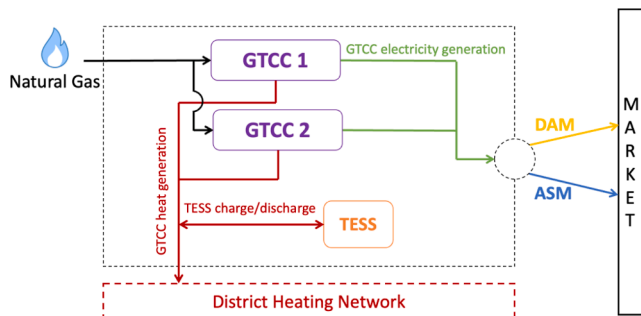 Natural Gas
GTCC 1
GTCC electricity generation
GTCC 2
GTCC heat generation
TESS charge/discharge
TESS
DAM
ASM
MARKET
District Heating Network